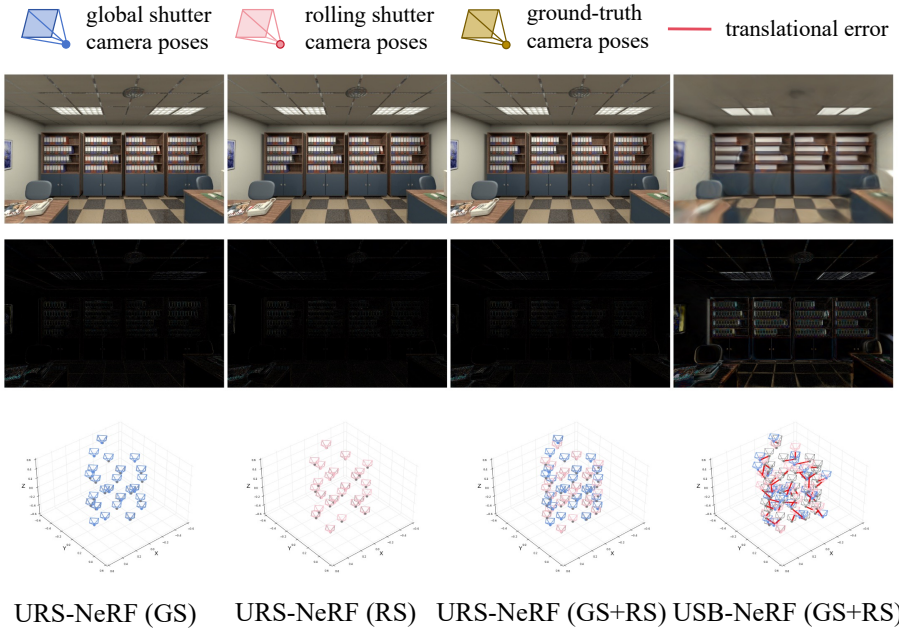 global shutter
camera poses
rolling shutter
camera poses
ground-truth
camera poses
translational error
Z
Y
X
Z
Y
X
Z
Y
X
Z
Y
X
URS-NeRF (GS)
URS-NeRF (RS)
URS-NeRF (GS+RS)
USB-NeRF (GS+RS)